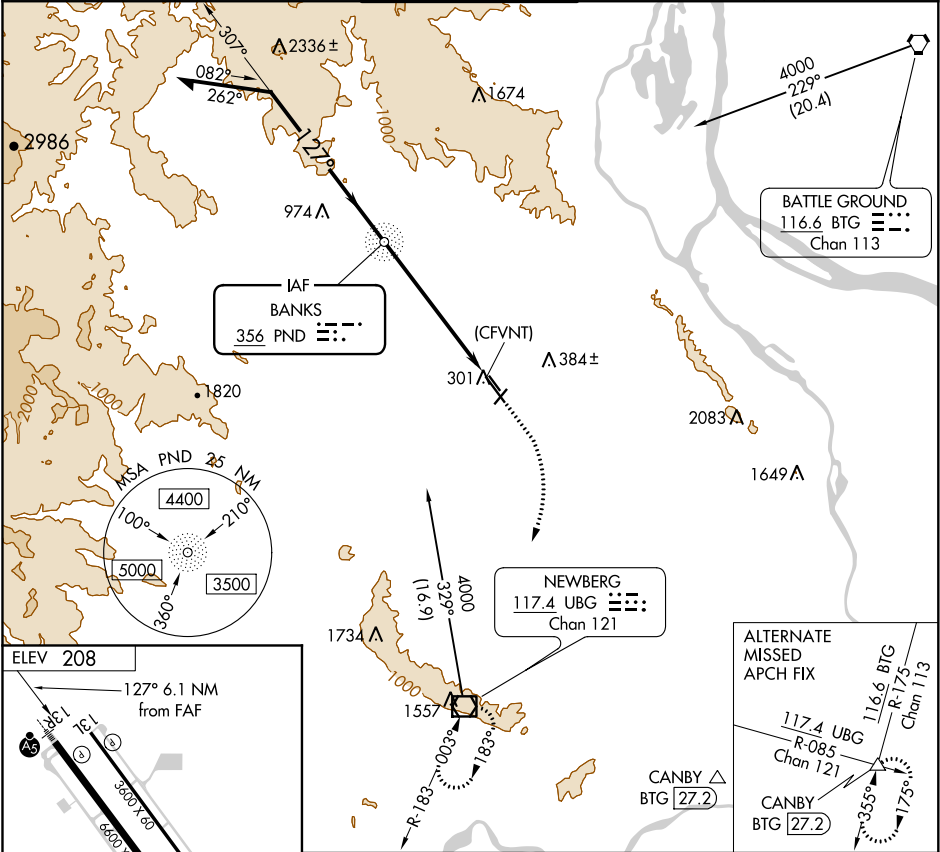 307°
2336±
082°
262°
1674
1000
4000
229°
(20.4)
2986
127°
974
BATTLE GROUND
116.6 BTG
Chan 113
IAF
BANKS
356 PND
(CFVNT)
384±
301
2000
1000
1820
2083
1649
MSA PND 25 NM
4400
100°
210°
5000
3500
360°
4000
329°
(16.9)
NEWBERG
117.4 UBG
Chan 121
1734
1000
1557
003°
183°
R-183
CANBY
BTG 27.2
ELEV 208
127° 6.1 NM
from FAF
13R
13L
A5
P
P
3600 X 60
6600 X
ALTERNATE
MISSED
APCH FIX
116.6 BTG
R-175
Chan 113
117.4 UBG
R-085
Chan 121
CANBY
BTG 27.2
355°
175°